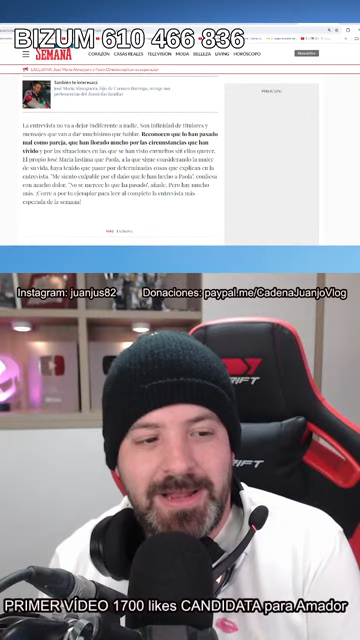 BIZUM 610 466 836
SEMANA
CORAZÓN CASAS REALES TELEVISIÓN MODA BELLEZA LIVING HORÓSCOPO
También te interesará
La entrevista no va a dejar indiferente a nadie. Son infinidad de titulares y
mensajes que van a dar muchísimo que hablar. Reconocen que lo han pasado
mal como pareja, que han llorado mucho por las circunstancias que han
vivido y por las situaciones en las que se han visto envueltos sin ellos querer.
El propio José María lastima que Paola, a la que sigue considerando la mujer
de su vida, haya tenido que pasar por determinadas cosas que explican en la
entrevista. "Me siento culpable por el daño que le han hecho a Paola", confiesa
con mucho dolor. "No se merece lo que ha pasado", añade. Pero hay mucho
más. ¡Corre a por tu ejemplar para leer al completo la entrevista más
esperada de la semana!
Instagram: juanjus82 Donaciones: paypal.me/CadenaJuanjoVlog
DRIFT
DRIFT
PRIMER VÍDEO 1700 likes CANDIDATA para Amador